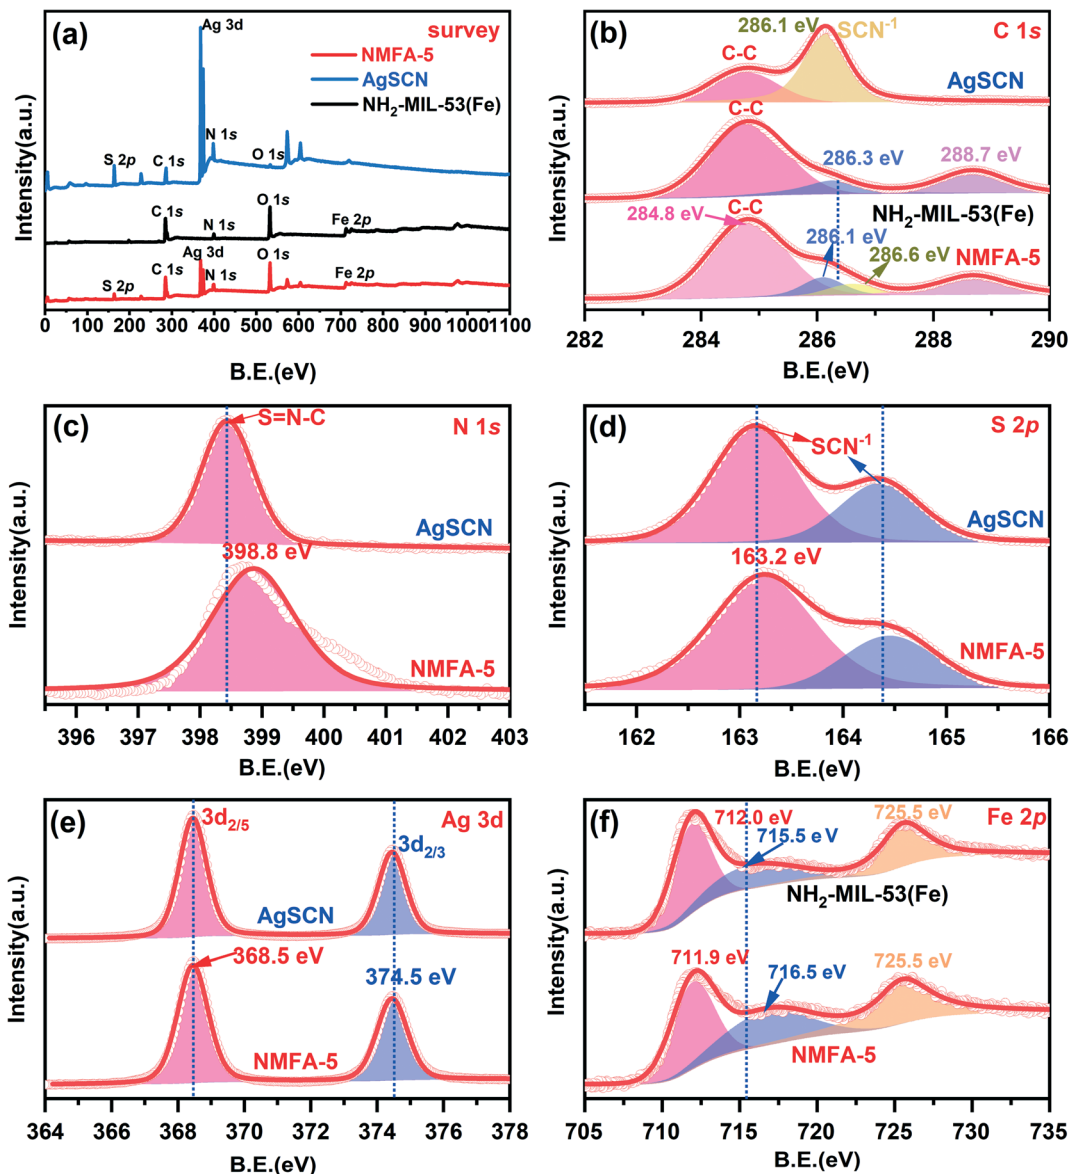 (a)
survey
Ag 3d
NMFA-5
AgSCN
NH₂-MIL-53(Fe)
S 2p
C 1s
N 1s
O 1s
C 1s
N 1s
O 1s
Fe 2p
S 2p
C 1s
Ag 3d
N 1s
O 1s
Fe 2p
Intensity(a.u.)
0 100 200 300 400 500 600 700 800 900 1000 1100
B.E.(eV)
(b)
286.1 eV
SCN⁻¹
C 1s
C-C
AgSCN
C-C
286.3 eV
288.7 eV
NH₂-MIL-53(Fe)
C-C
284.8 eV
286.1 eV
286.6 eV
NMFA-5
Intensity(a.u.)
282 284 286 288 290
B.E.(eV)
(c)
S=N-C
N 1s
AgSCN
398.8 eV
NMFA-5
Intensity(a.u.)
396 397 398 399 400 401 402 403
B.E.(eV)
(d)
S 2p
SCN⁻¹
AgSCN
163.2 eV
NMFA-5
Intensity(a.u.)
162 163 164 165 166
B.E.(eV)
(e)
3d₂/₅
Ag 3d
3d₂/₃
AgSCN
368.5 eV
374.5 eV
NMFA-5
Intensity(a.u.)
364 366 368 370 372 374 376 378
B.E.(eV)
(f)
712.0 eV
725.5 eV
Fe 2p
715.5 eV
NH₂-MIL-53(Fe)
711.9 eV
716.5 eV
725.5 eV
NMFA-5
Intensity(a.u.)
705 710 715 720 725 730 735
B.E.(eV)